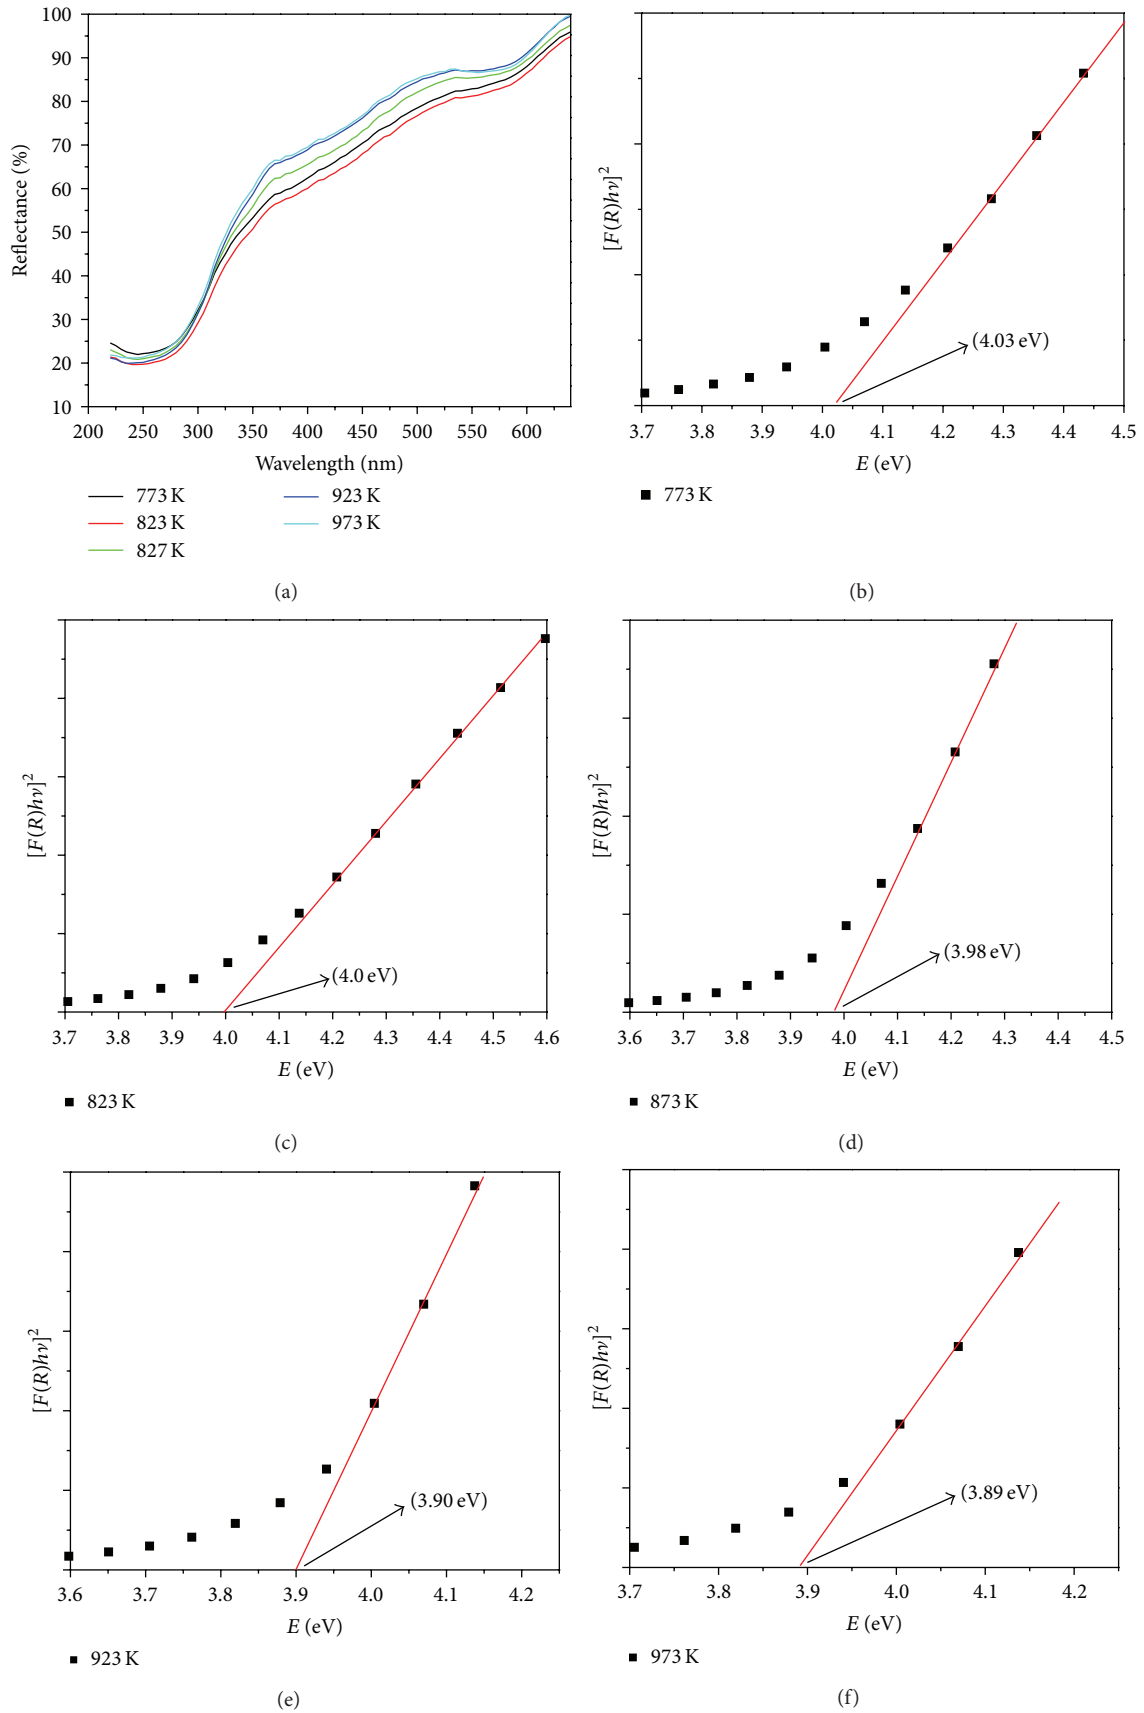 100
90
80
70
60
50
40
30
20
10
Reflectance (%)
200 250 300 350 400 450 500 550 600
Wavelength (nm)
773 K
823 K
827 K
923 K
973 K
(a)
[F(R)hν]²
(4.03 eV)
3.7 3.8 3.9 4.0 4.1 4.2 4.3 4.4 4.5
E (eV)
773 K
(b)
[F(R)hν]²
(4.0 eV)
3.7 3.8 3.9 4.0 4.1 4.2 4.3 4.4 4.5 4.6
E (eV)
823 K
(c)
[F(R)hν]²
(3.98 eV)
3.6 3.7 3.8 3.9 4.0 4.1 4.2 4.3 4.4 4.5
E (eV)
873 K
(d)
[F(R)hν]²
(3.90 eV)
3.6 3.7 3.8 3.9 4.0 4.1 4.2
E (eV)
923 K
(e)
[F(R)hν]²
(3.89 eV)
3.7 3.8 3.9 4.0 4.1 4.2
E (eV)
973 K
(f)